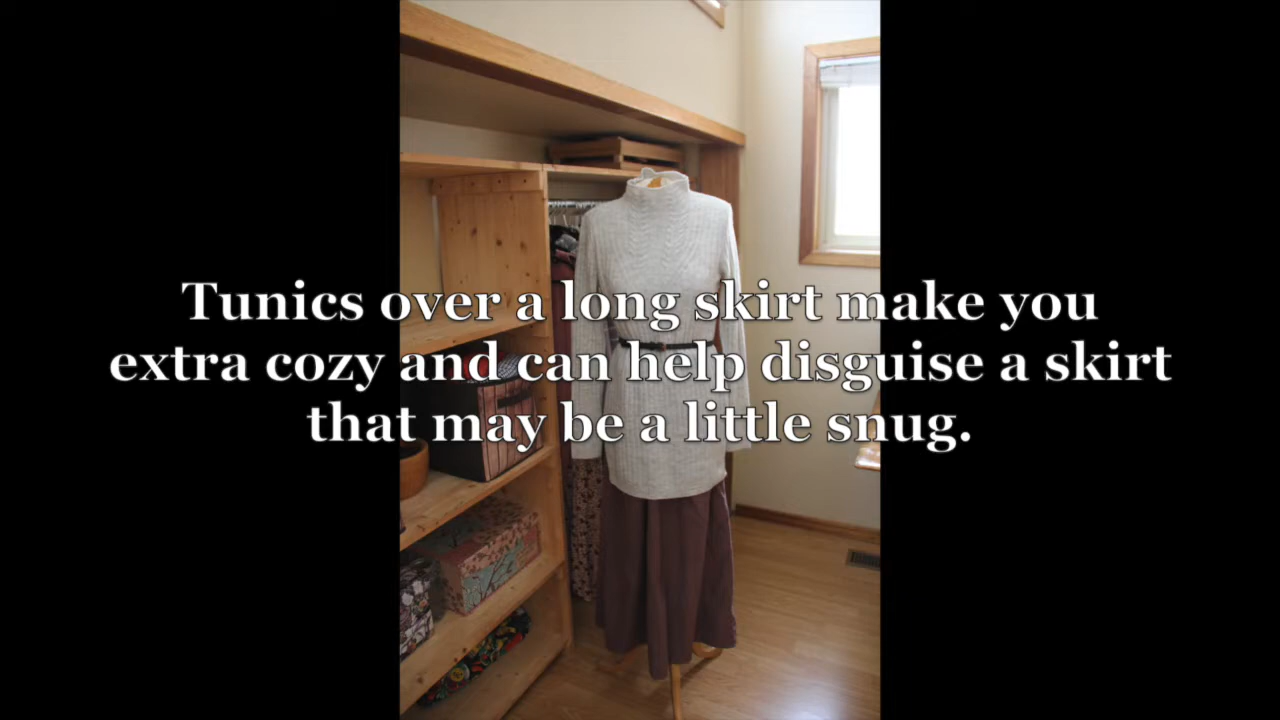 Tunics over a long skirt make you
extra cozy and can help disguise a skirt
that may be a little snug.